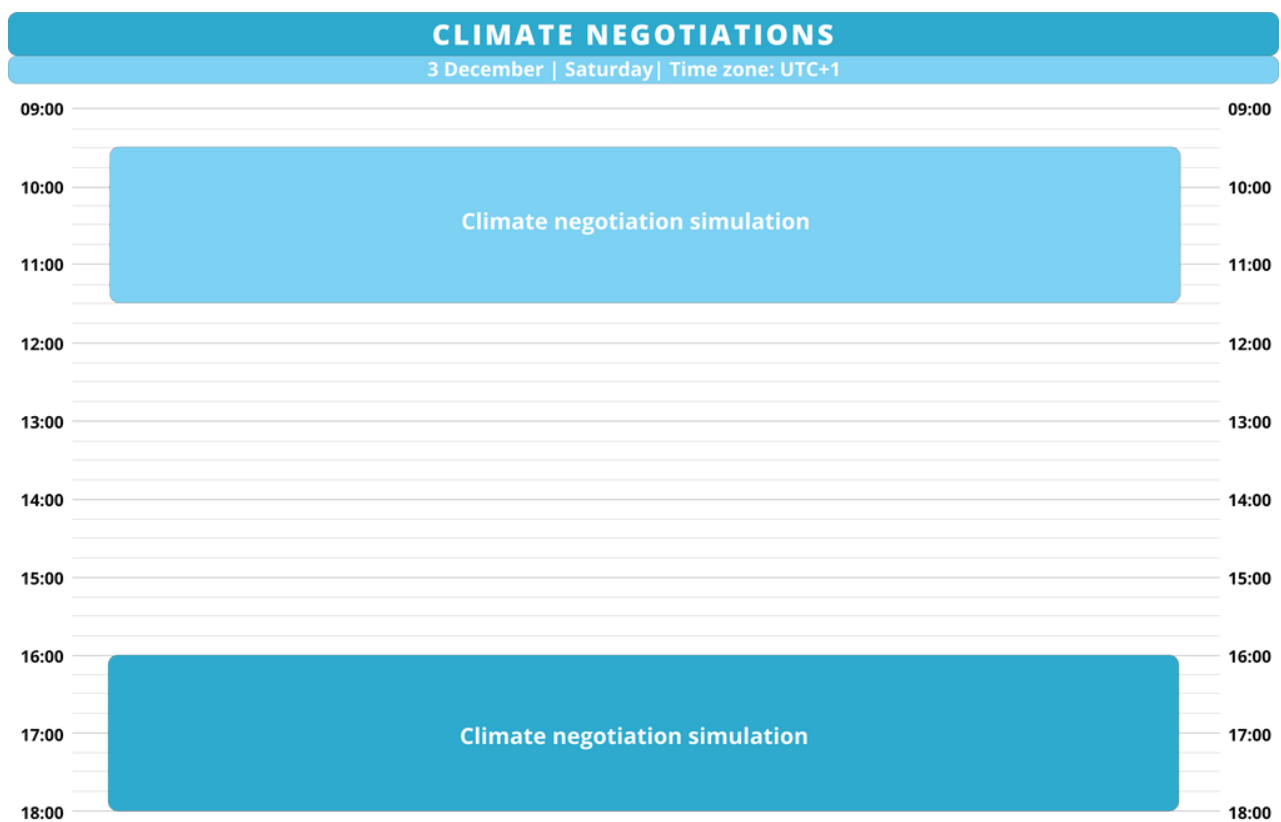 CLIMATE NEGOTIATIONS
3 December | Saturday| Time zone: UTC+1
09:00 09:00
10:00 10:00
Climate negotiation simulation
11:00 11:00
12:00 12:00
13:00 13:00
14:00 14:00
15:00 15:00
16:00 16:00
17:00 Climate negotiation simulation 17:00
18:00 18:00